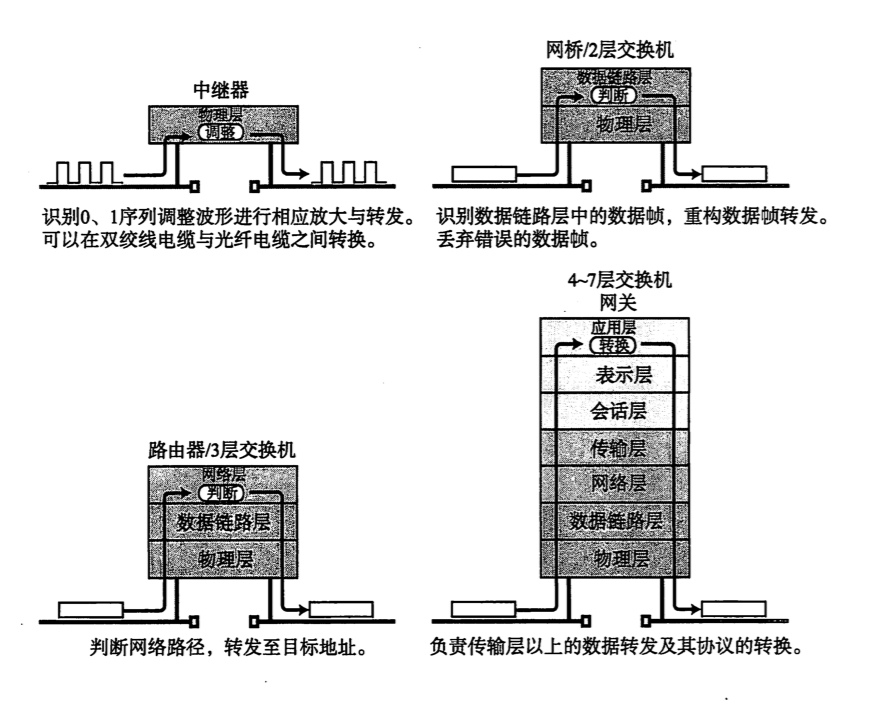 中继器
物理层
调整
识别0、1序列调整波形进行相应放大与转发。
可以在双绞线电缆与光纤电缆之间转换。
网桥/2层交换机
数据链路层
判断
物理层
识别数据链路层中的数据帧，重构数据帧转发。
丢弃错误的数据帧。
路由器/3层交换机
网络层
判断
数据链路层
物理层
判断网络路径，转发至目标地址。
4~7层交换机
网关
应用层
转换
表示层
会话层
传输层
网络层
数据链路层
物理层
负责传输层以上的数据转发及其协议的转换。